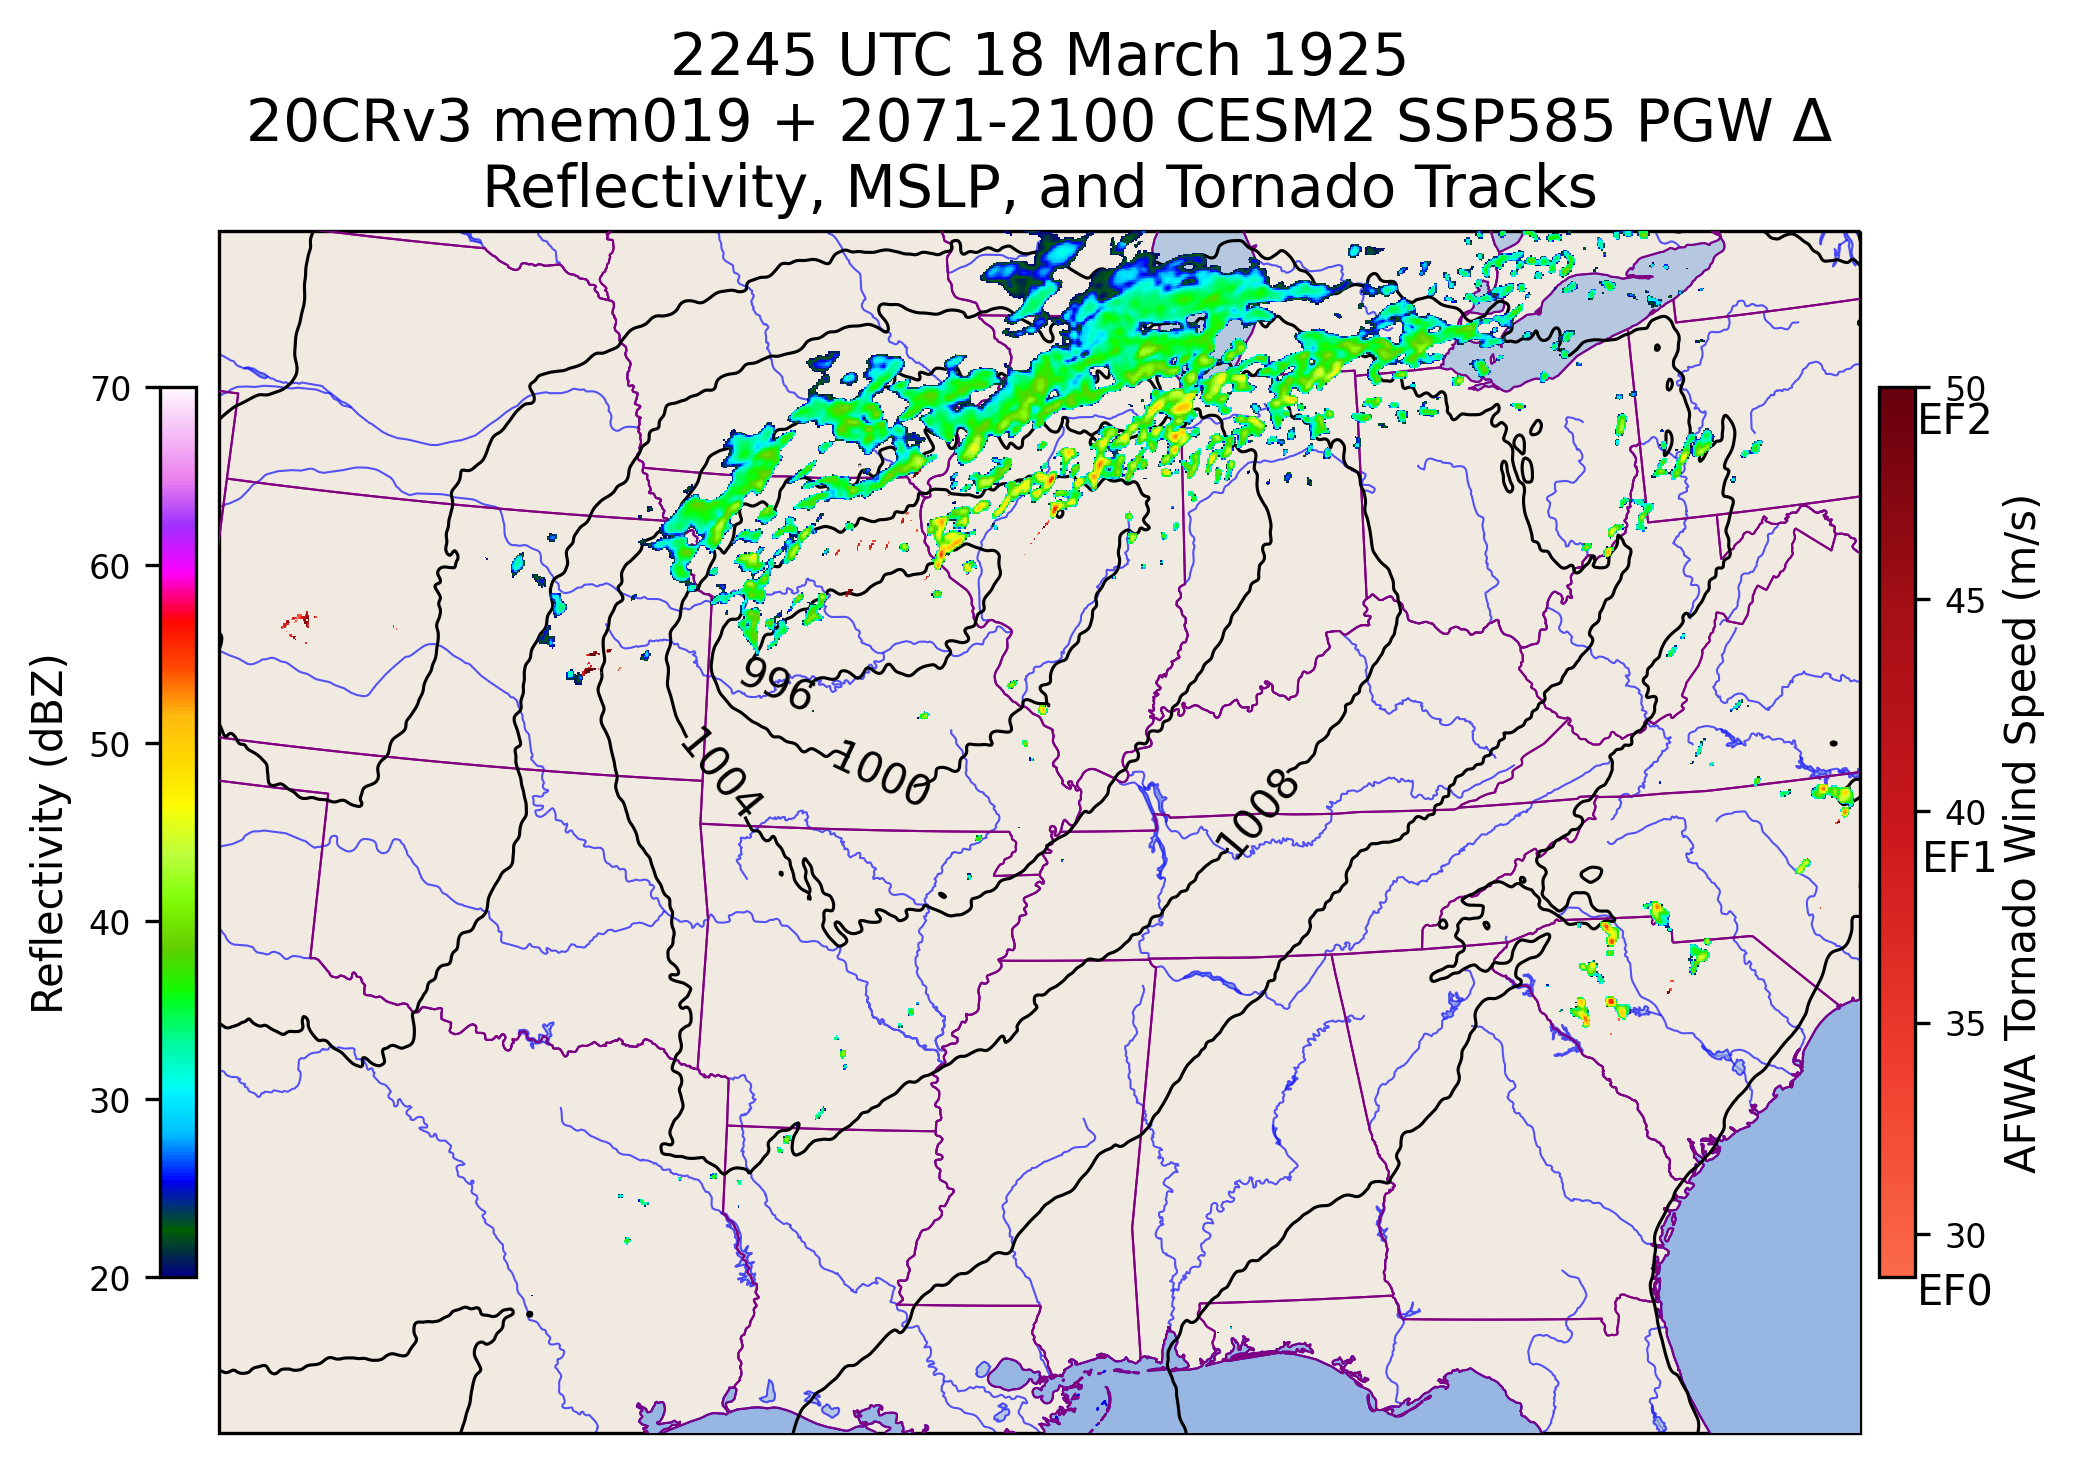 2245 UTC 18 March 1925
20CRv3 mem019 + 2071-2100 CESM2 SSP585 PGW Δ
Reflectivity, MSLP, and Tornado Tracks
70
60
50
40
30
20
Reflectivity (dBZ)
996
1000
1004
1008
50
EF2
45
40
EF1
35
30
EF0
AFWA Tornado Wind Speed (m/s)